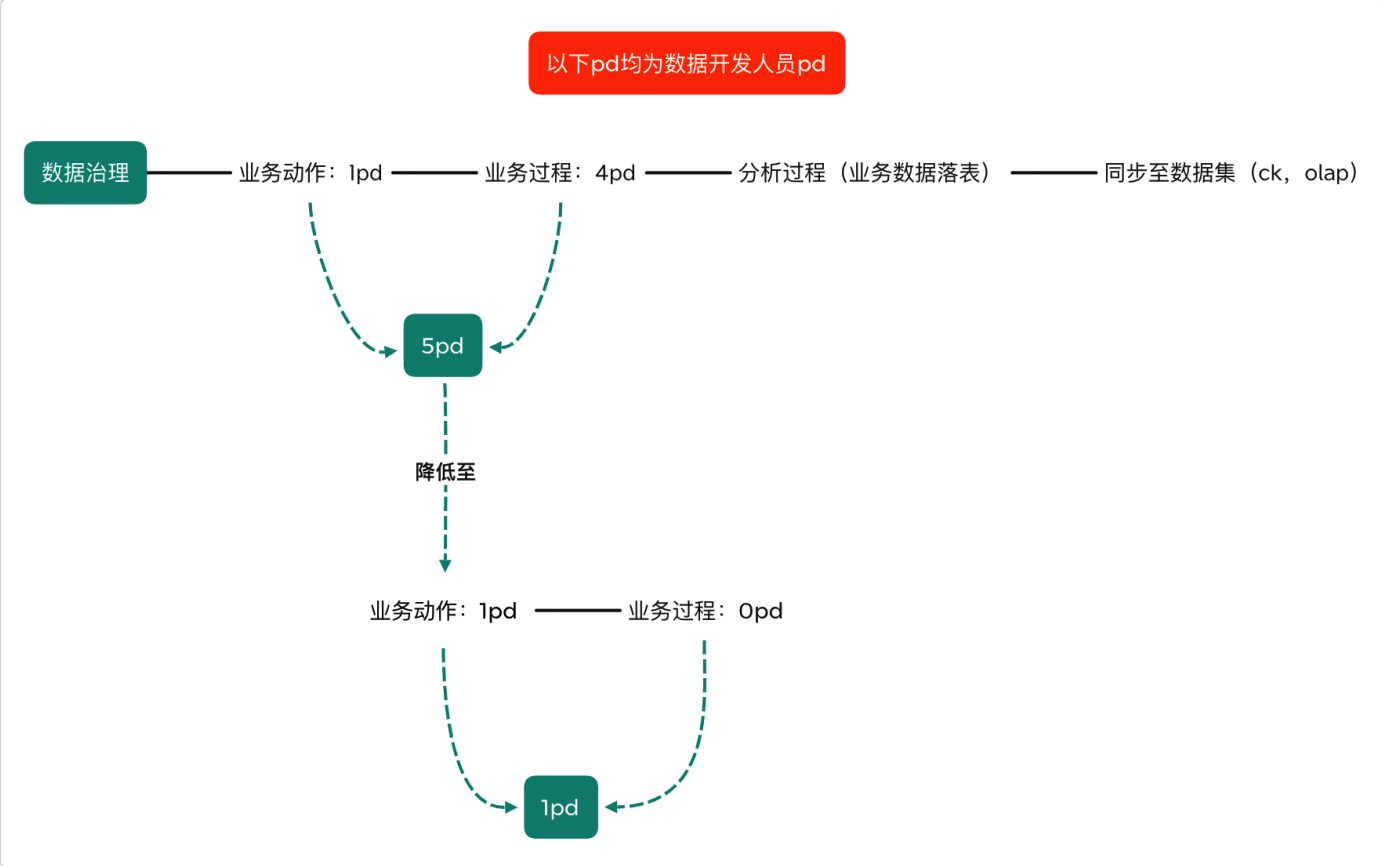 以下pd均为数据开发人员pd
数据治理
业务动作：1pd
业务过程：4pd
分析过程（业务数据落表）
同步至数据集（ck，olap）
5pd
降低至
业务动作：1pd
业务过程：0pd
1pd